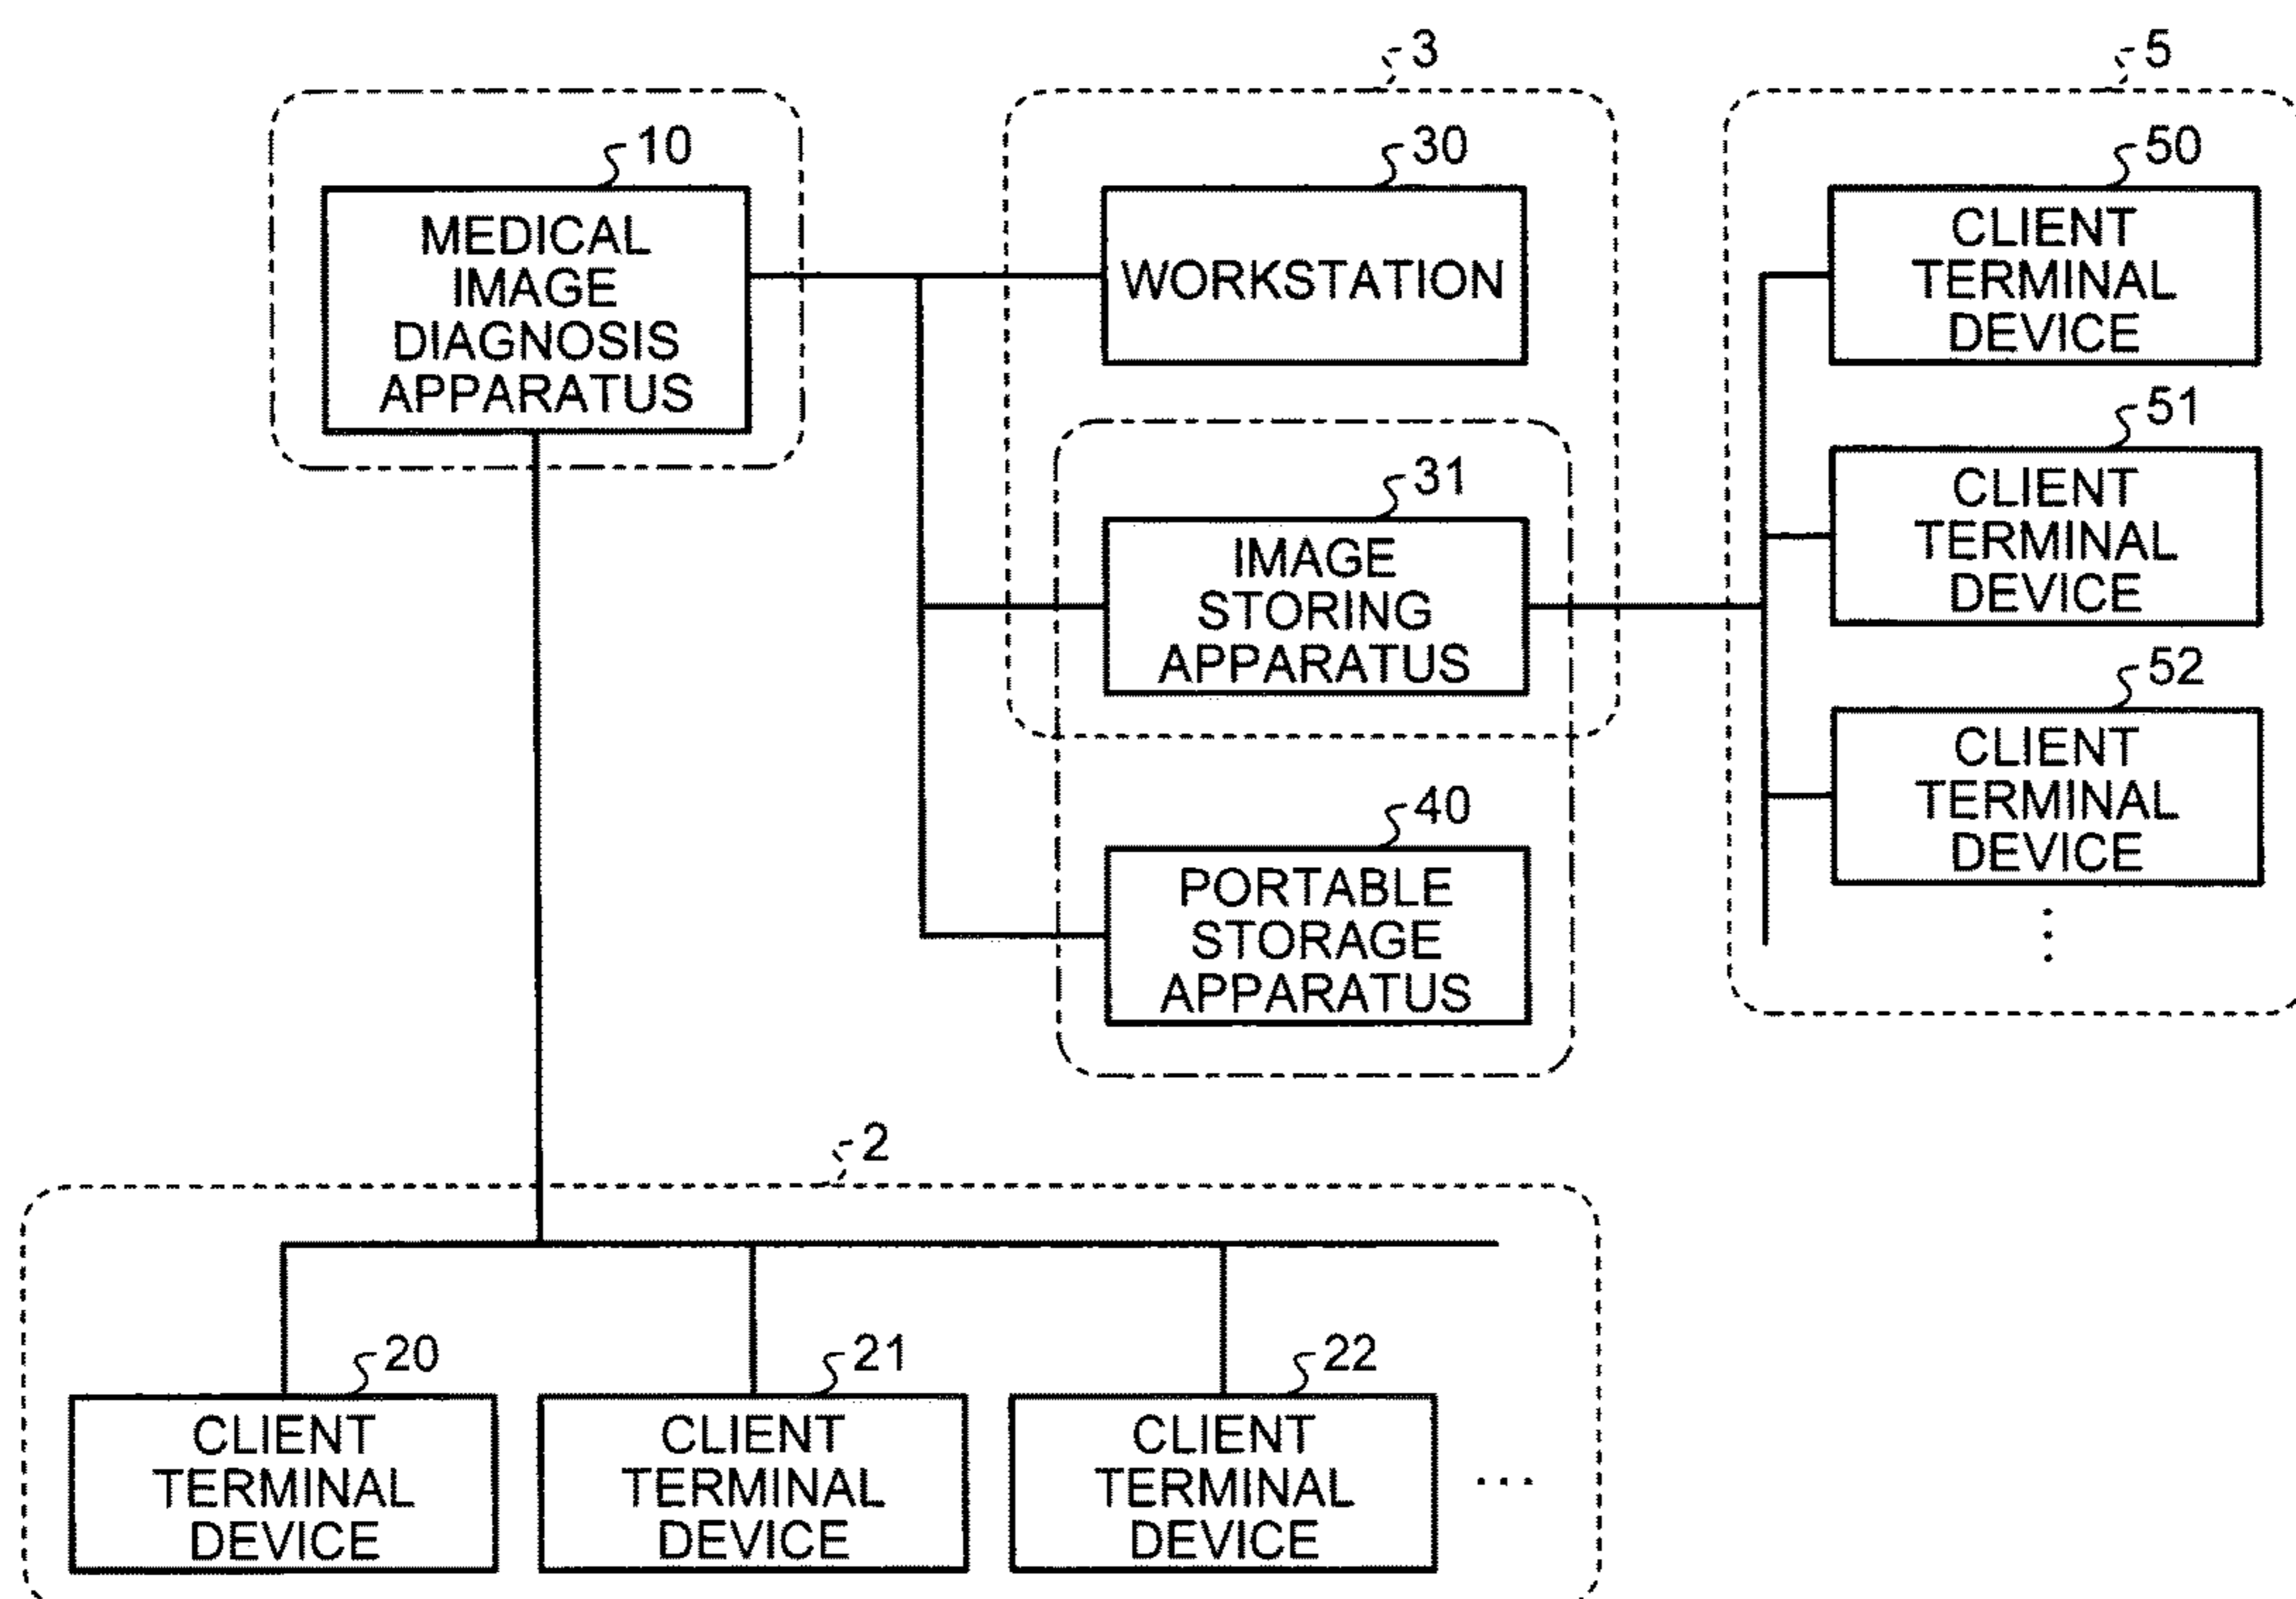 3
5
10
MEDICAL
IMAGE
DIAGNOSIS
APPARATUS
30
WORKSTATION
50
CLIENT
TERMINAL
DEVICE
31
IMAGE
STORING
APPARATUS
51
CLIENT
TERMINAL
DEVICE
40
PORTABLE
STORAGE
APPARATUS
52
CLIENT
TERMINAL
DEVICE
⋮
2
20
CLIENT
TERMINAL
DEVICE
21
CLIENT
TERMINAL
DEVICE
22
CLIENT
TERMINAL
DEVICE
...